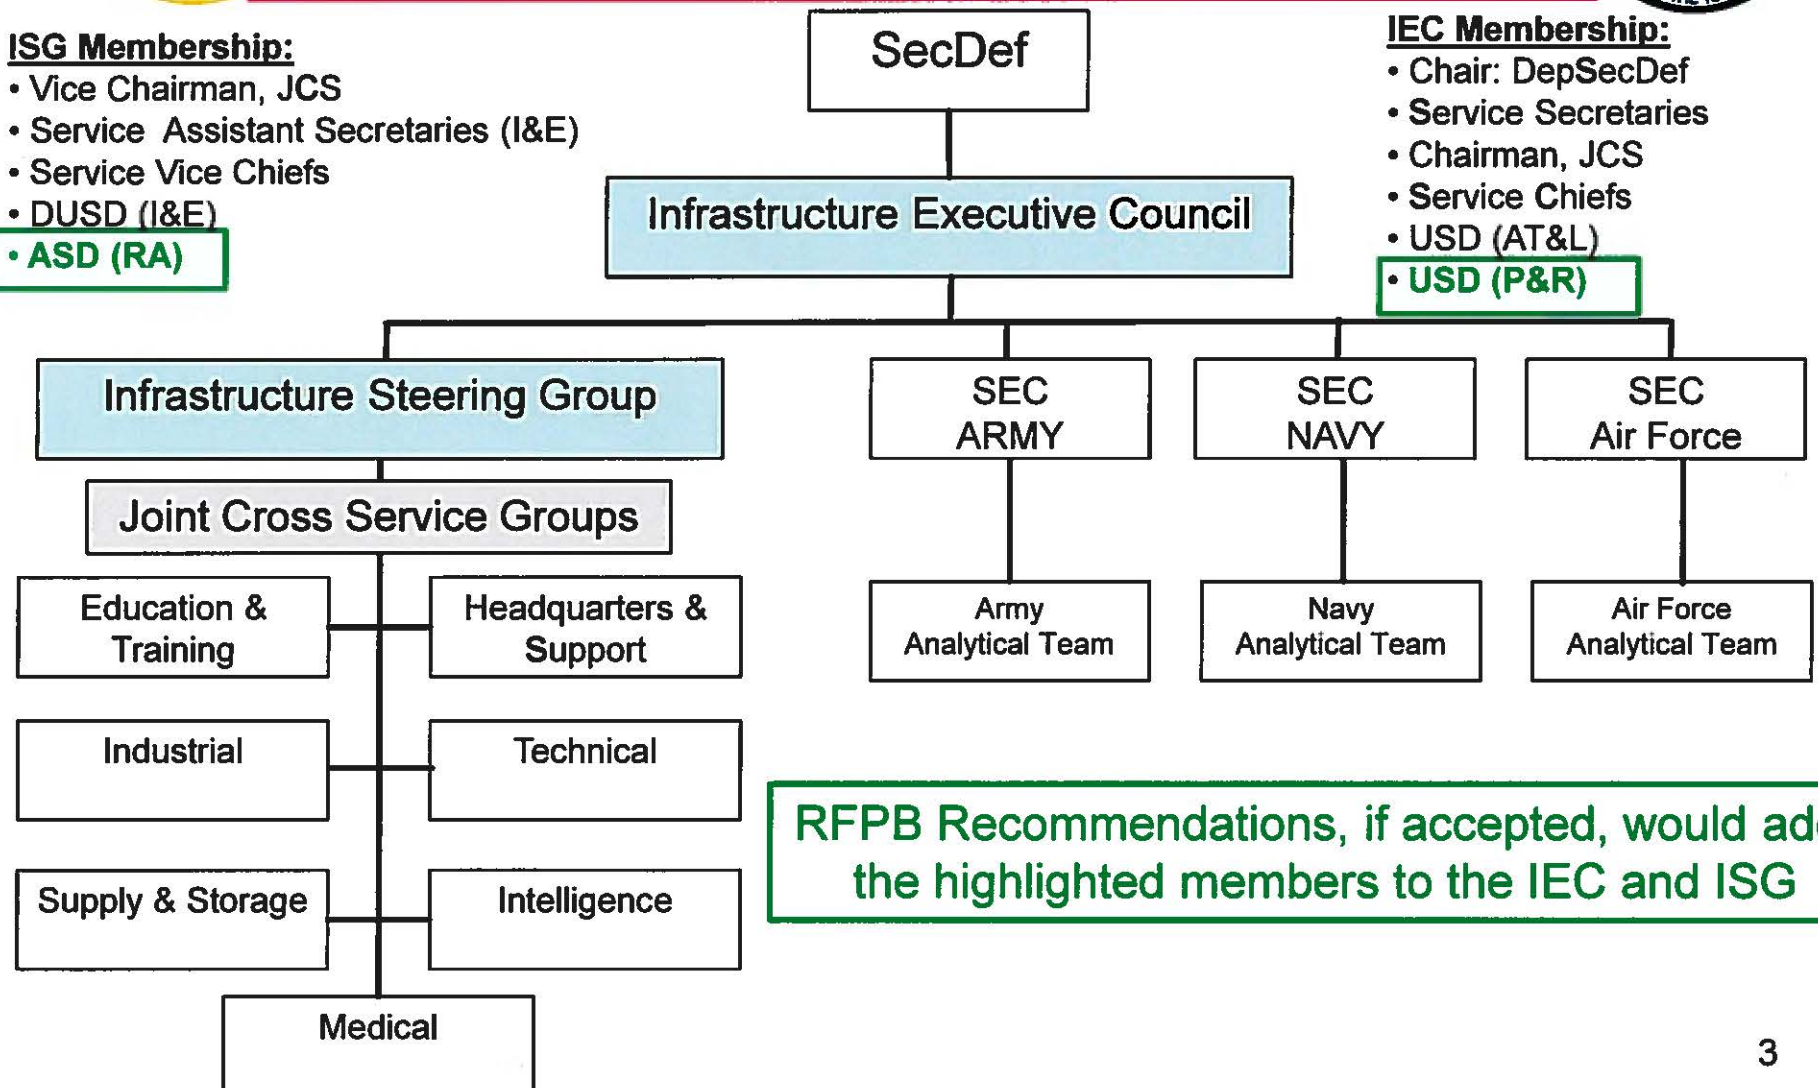 SecDef
ISG Membership:
• Vice Chairman, JCS
• Service Assistant Secretaries (I&E)
• Service Vice Chiefs
• DUSD (I&E)
• ASD (RA)
IEC Membership:
• Chair: DepSecDef
• Service Secretaries
• Chairman, JCS
• Service Chiefs
• USD (AT&L)
• USD (P&R)
Infrastructure Executive Council
Infrastructure Steering Group
SEC
ARMY
SEC
NAVY
SEC
Air Force
Joint Cross Service Groups
Education &
Training
Headquarters &
Support
Army
Analytical Team
Navy
Analytical Team
Air Force
Analytical Team
Industrial
Technical
Supply & Storage
Intelligence
Medical
RFPB Recommendations, if accepted, would
the highlighted members to the IEC and ISG
3